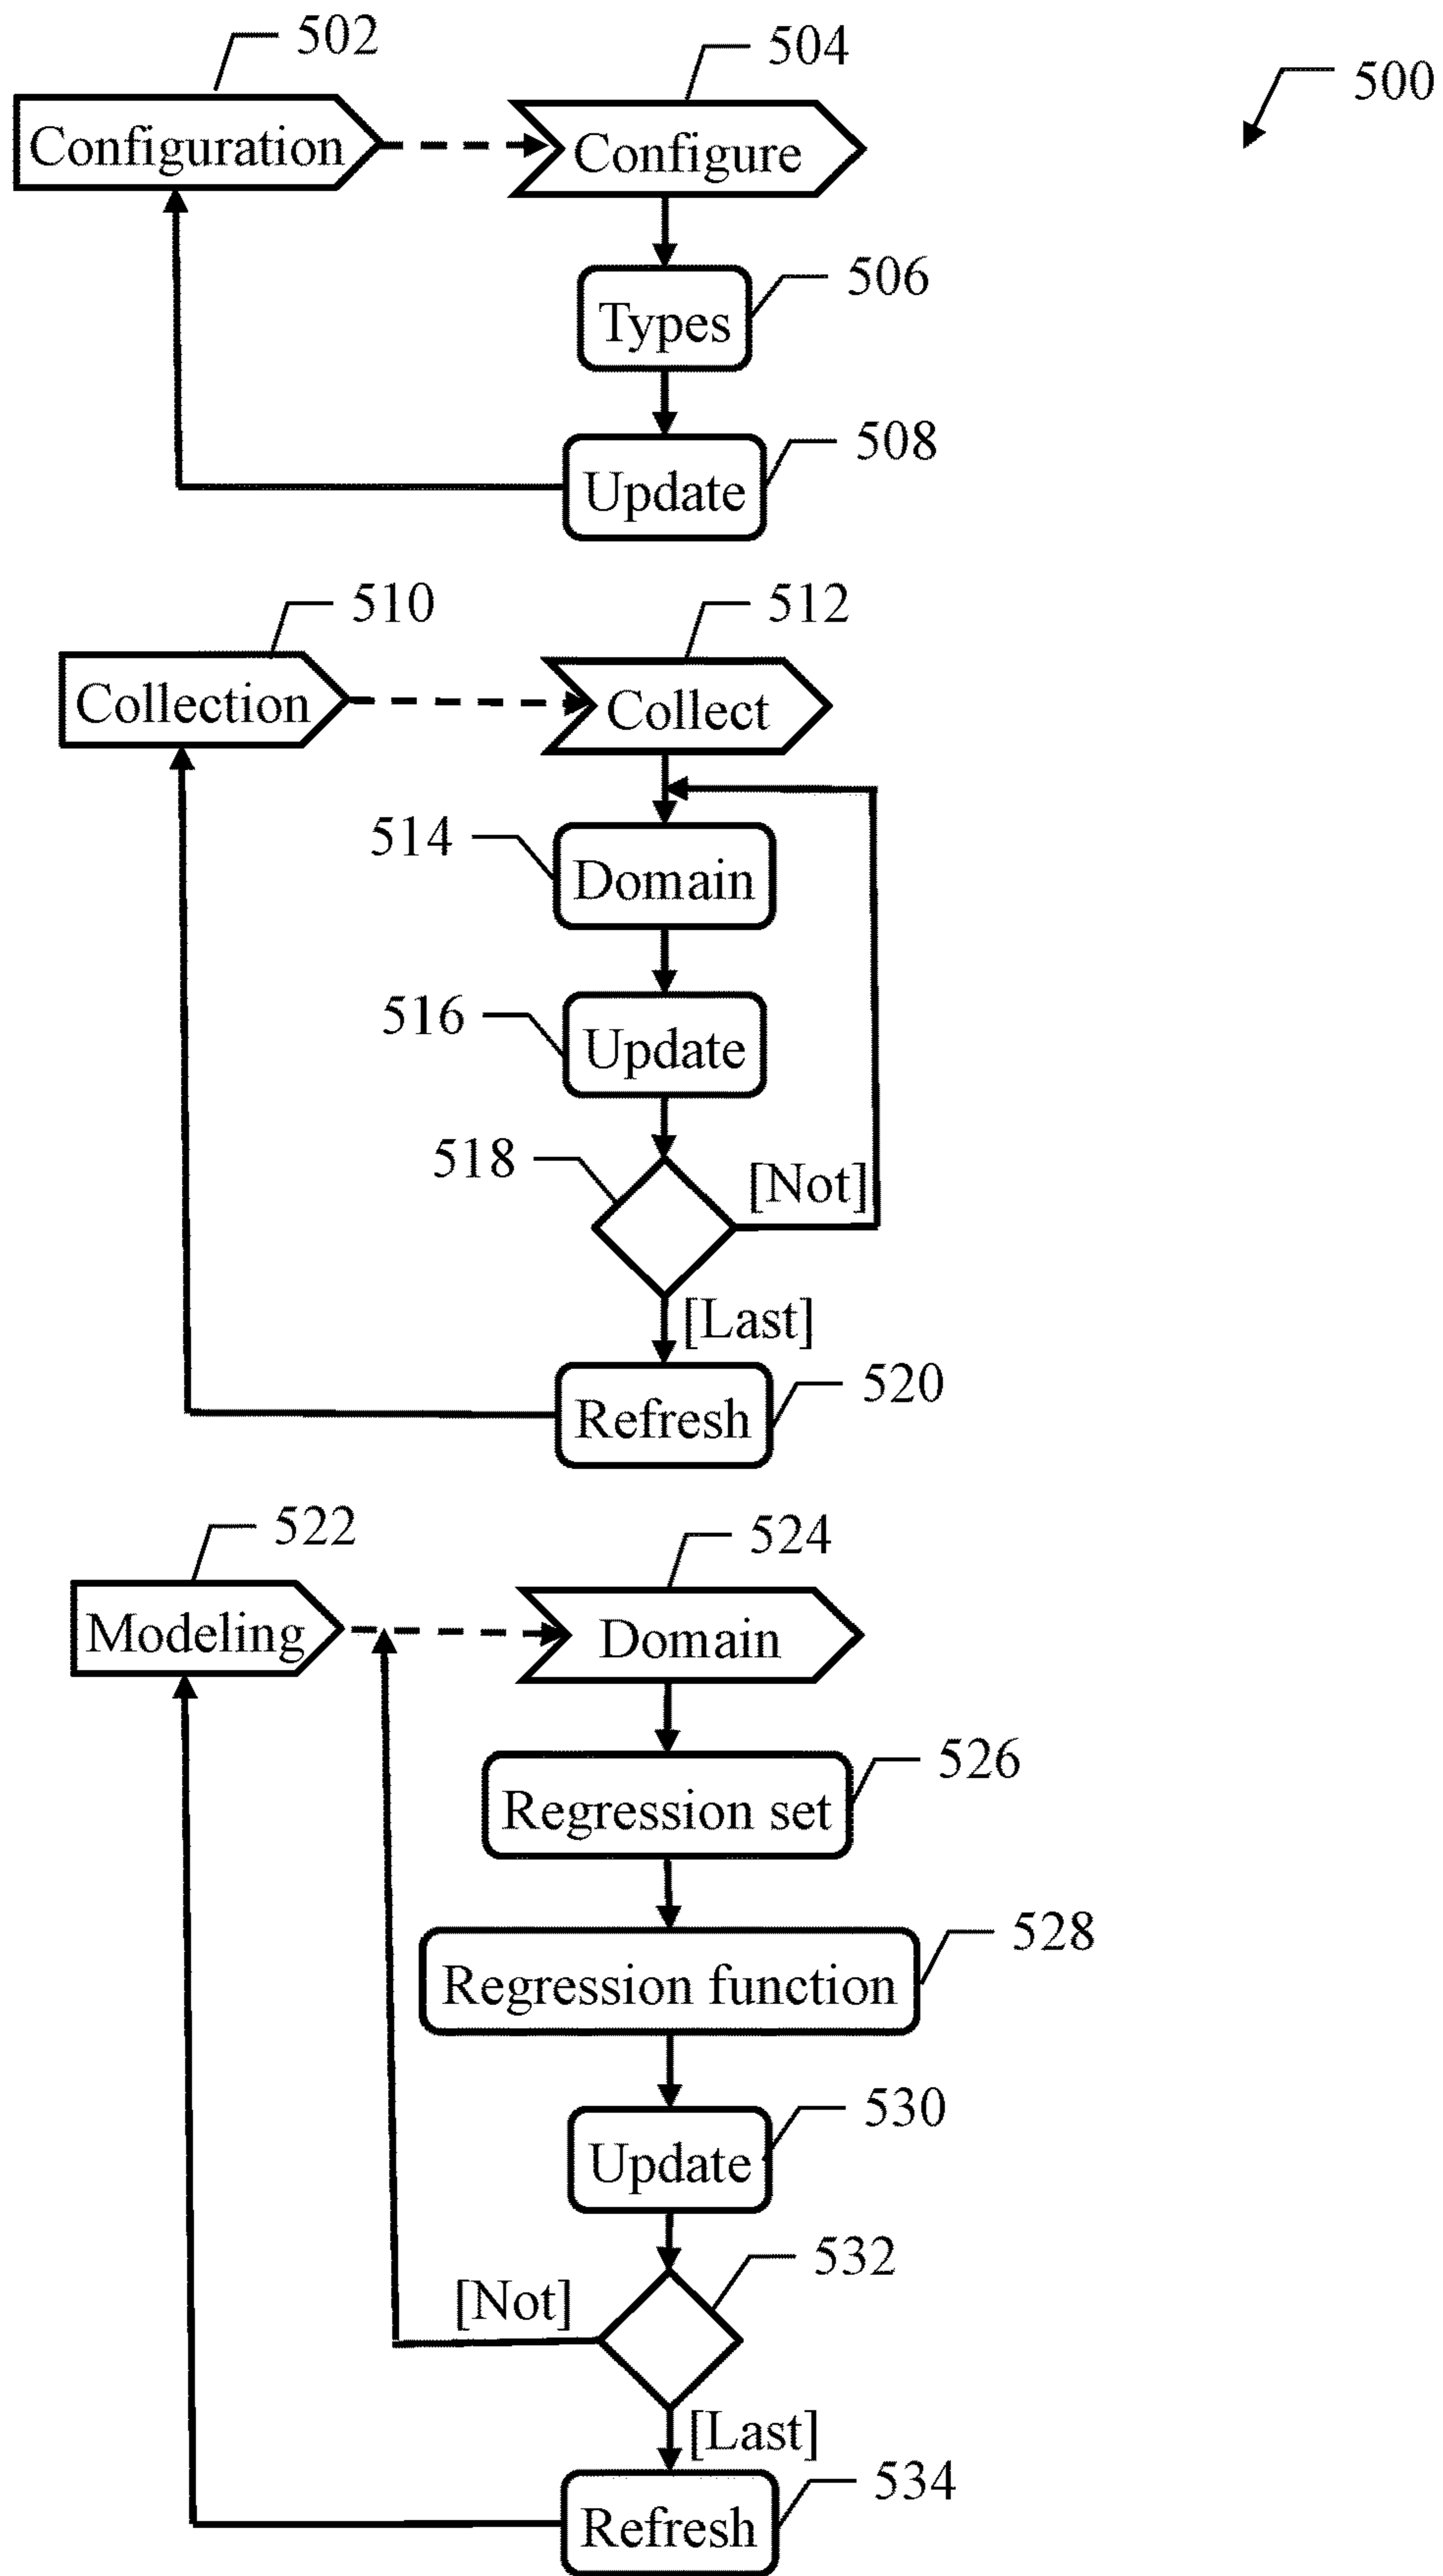 502
504
500
Configuration
Configure
506
Types
508
Update
510
512
Collection
Collect
514
Domain
516
Update
518
[Not]
[Last]
520
Refresh
522
524
Modeling
Domain
526
Regression set
528
Regression function
530
Update
532
[Not]
[Last]
534
Refresh